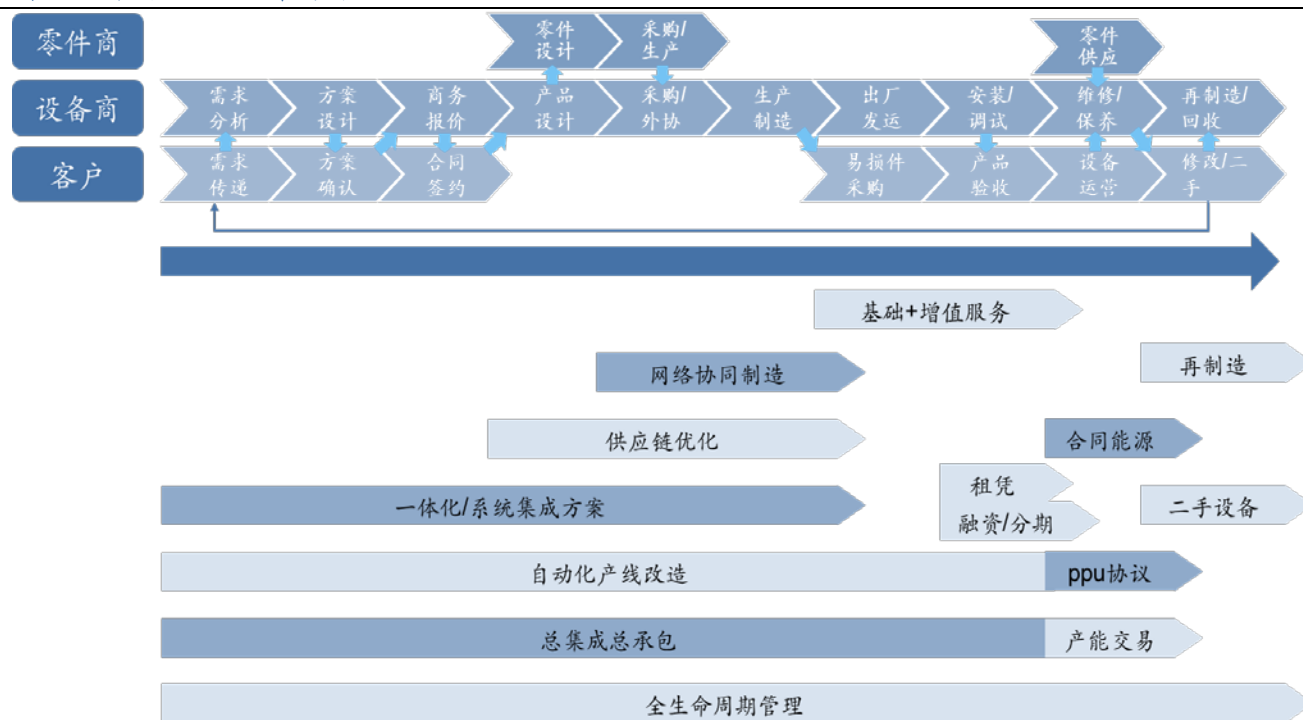 零件商
零件
设计
采购/
生产
零件
供应
设备商
需求
分析
方案
设计
商务
报价
产品
设计
采购/
外协
生产
制造
出厂
发运
安装/
调试
维修/
保养
再制造/
回收
客户
需求
传递
方案
确认
合同
签约
易损件
采购
产品
验收
设备
运营
修改/二
手
基础+增值服务
网络协同制造
再制造
供应链优化
合同能源
一体化/系统集成方案
租凭
融资/分期
二手设备
自动化产线改造
ppu协议
总集成总承包
产能交易
全生命周期管理